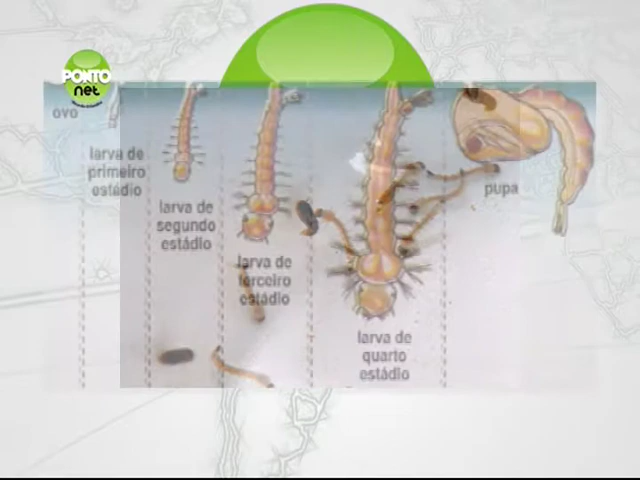 PONTO
net
ovo
larva de
primeiro
estádio
larva de
segundo
estádio
larva de
terceiro
estádio
larva de
quarto
estádio
pupa